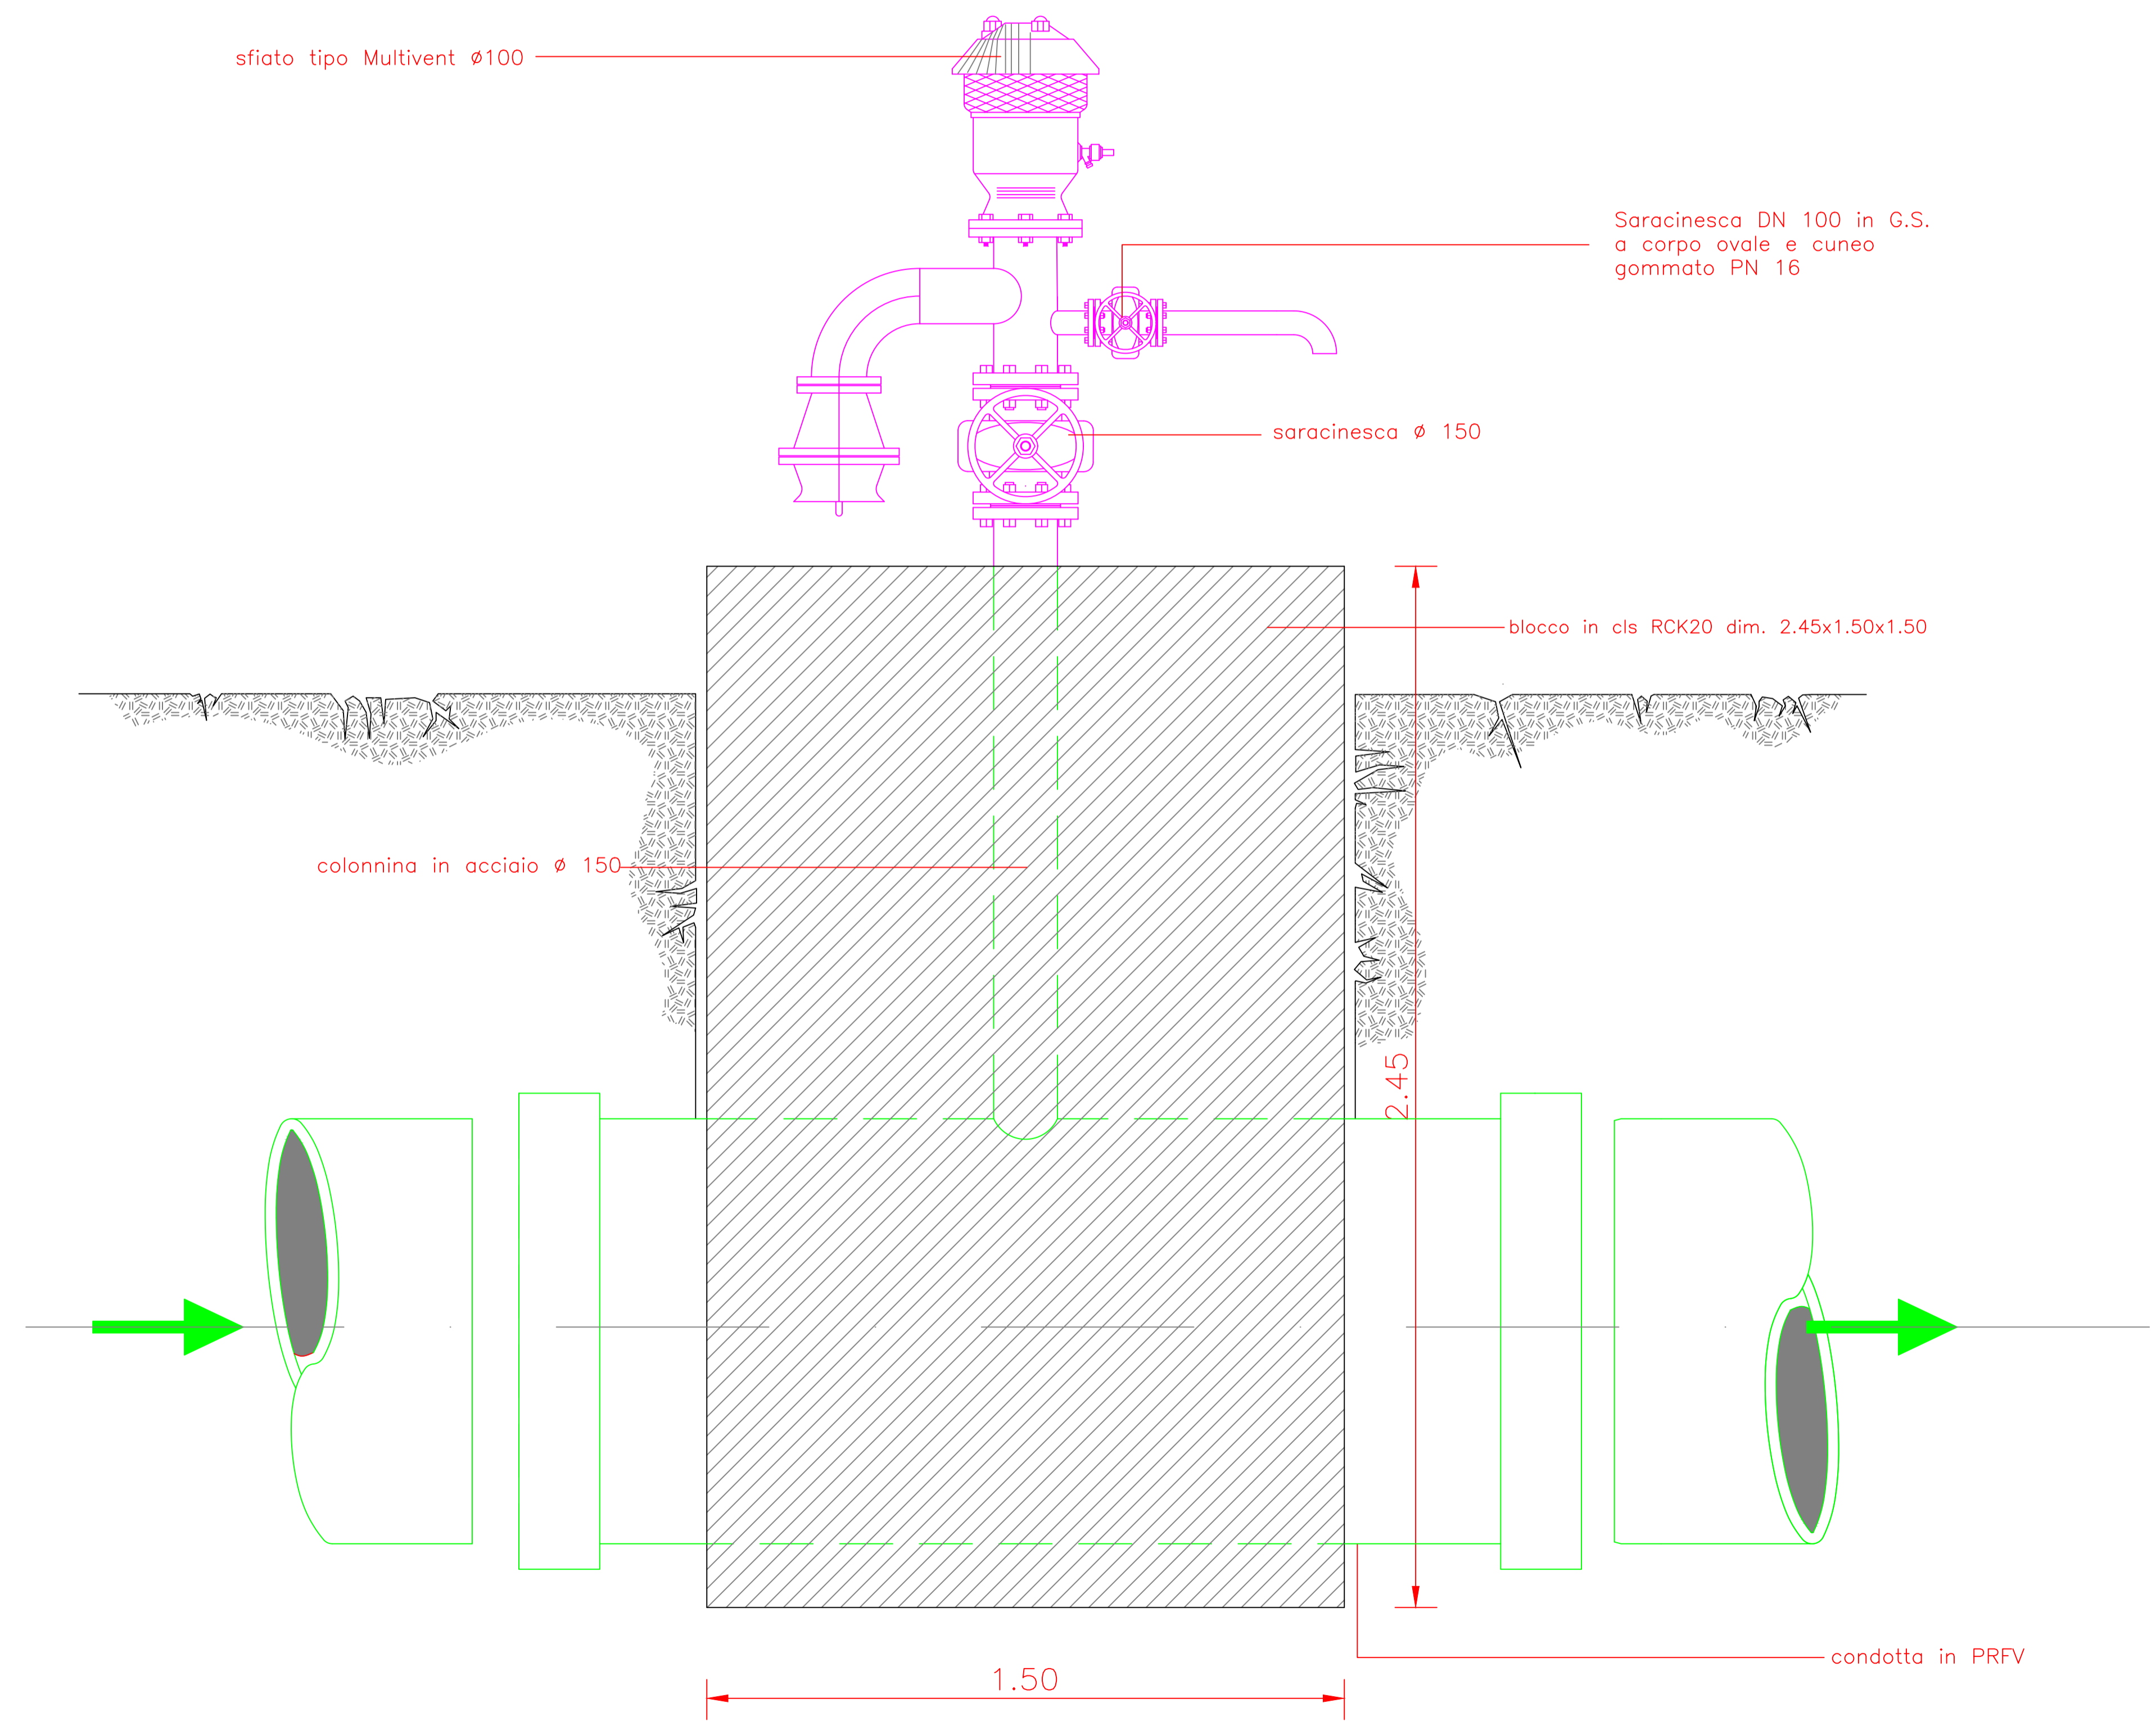 sfiato tipo Multivent ø100
Saracinesca DN 100 in G.S.
a corpo ovale e cuneo
gommato PN 16
saracinesca ø 150
blocco in cls RCK20 dim. 2.45x1.50x1.50
colonnina in acciaio ø 150
2.45
condotta in PRFV
1.50